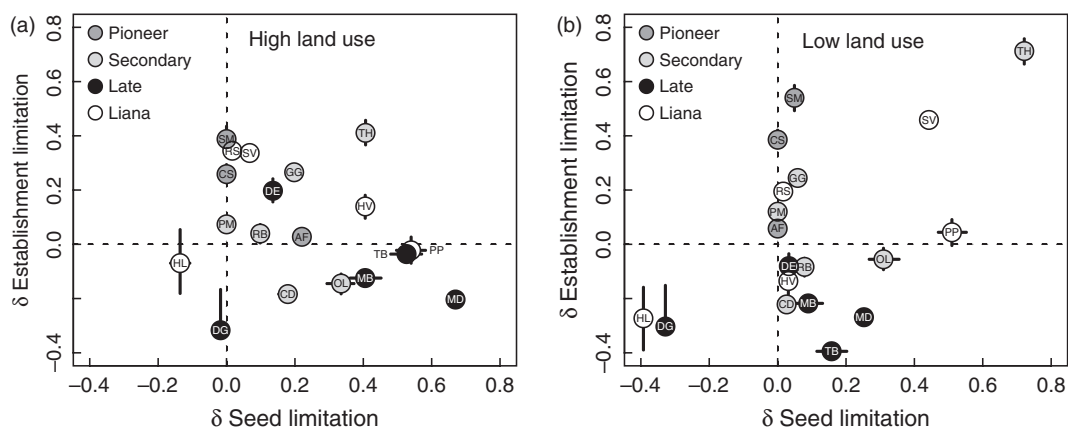 (a)
High land use
Pioneer
Secondary
Late
Liana
δ Establishment limitation
0.8
0.6
0.4
0.2
0.0
−0.4
SM
RS
SV
TH
CS
GG
DE
HV
PM
RB
AF
HL
TB
PP
CD
OL
MB
MD
DG
−0.4
−0.2
0.0
0.2
0.4
0.6
0.8
δ Seed limitation
(b)
Low land use
Pioneer
Secondary
Late
Liana
δ Establishment limitation
0.8
0.6
0.4
0.2
0.0
−0.4
TH
SM
SV
CS
GG
RS
PM
AF
PP
DE
RB
OL
HV
CD
MB
MD
HL
DG
TB
−0.4
−0.2
0.0
0.2
0.4
0.6
0.8
δ Seed limitation